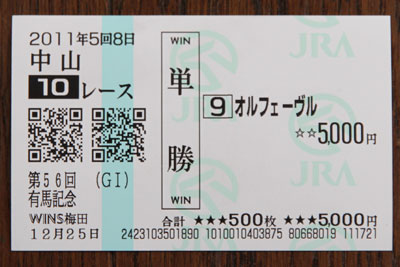 2011年5回8日
中山
10レース
第56回 (GI)
有馬記念
WINS梅田
12月25日
WIN
単勝
WIN
JRA
9 オルフェーヴル
☆☆5,000円
JRA
合計 ★★★500枚 ★★★5,000円
2423103501890 1010010403875 80668019 111721